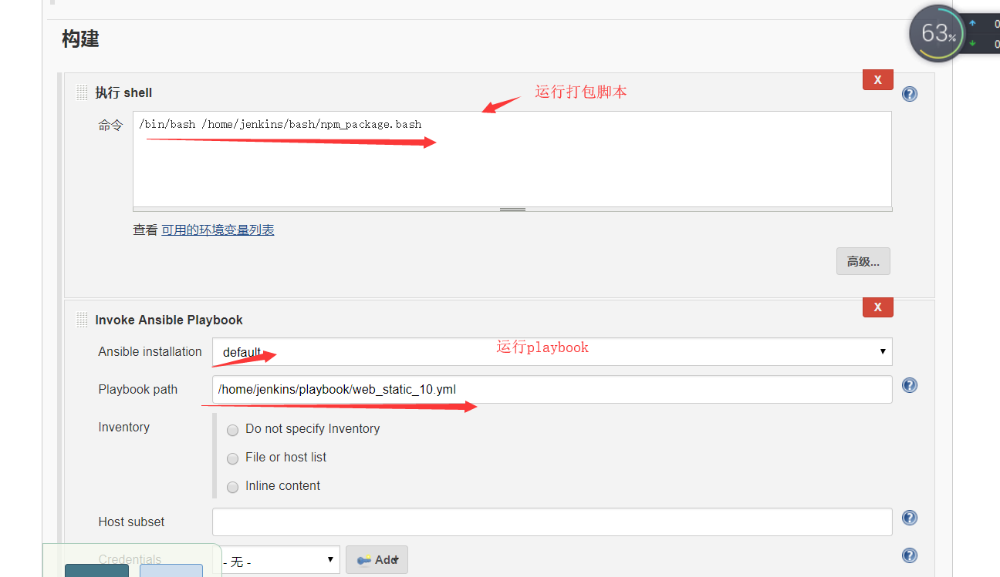 构建
63%
0
0
执行 shell
X
运行打包脚本
命令
/bin/bash /home/jenkins/bash/npm_package.bash
查看 可用的环境变量列表
高级...
Invoke Ansible Playbook
X
Ansible installation
default
运行playbook
Playbook path
/home/jenkins/playbook/web_static_10.yml
Inventory
Do not specify Inventory
File or host list
Inline content
Host subset
Credentials
- 无 -
Add